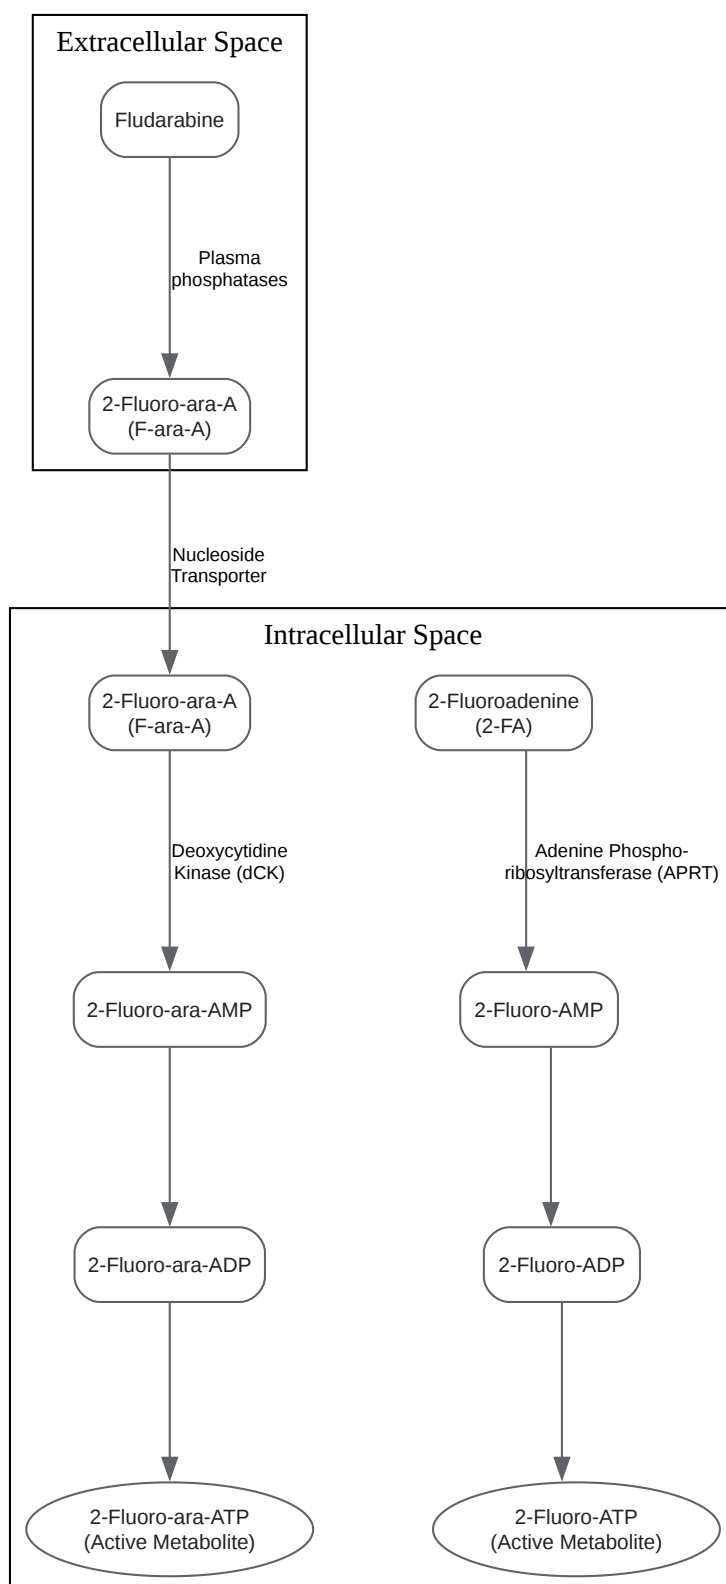 Extracellular Space
Fludarabine
Plasma
phosphatases
2-Fluoro-ara-A
(F-ara-A)
Nucleoside
Transporter
Intracellular Space
2-Fluoro-ara-A
(F-ara-A)
2-Fluoroadenine
(2-FA)
Deoxycytidine
Kinase (dCK)
Adenine Phospho-
ribosyltransferase (APRT)
2-Fluoro-ara-AMP
2-Fluoro-AMP
2-Fluoro-ara-ADP
2-Fluoro-ADP
2-Fluoro-ara-ATP
(Active Metabolite)
2-Fluoro-ATP
(Active Metabolite)